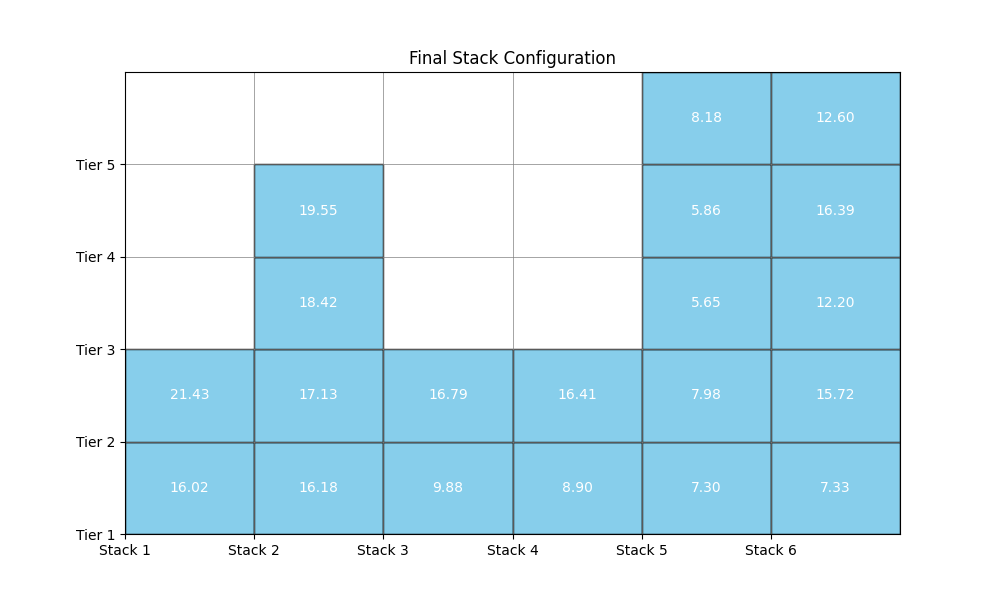 Final Stack Configuration
8.18 12.60
Tier 5
19.55 5.86 16.39
Tier 4
18.42 5.65 12.20
Tier 3
21.43 17.13 16.79 16.41 7.98 15.72
Tier 2
16.02 16.18 9.88 8.90 7.30 7.33
Tier 1
Stack 1 Stack 2 Stack 3 Stack 4 Stack 5 Stack 6